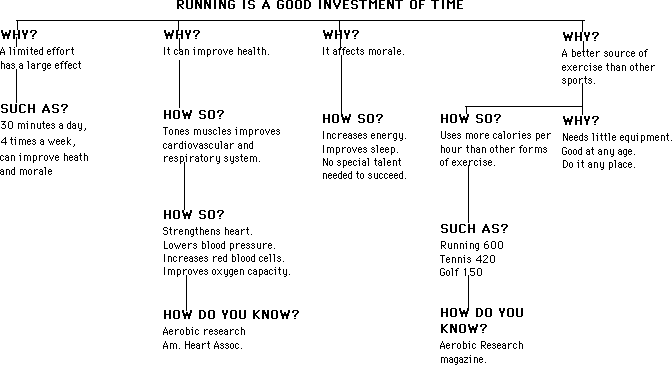 RUNNING IS A GOOD INVESTMENT OF TIME
WHY?
A limited effort
has a large effect
SUCH AS?
30 minutes a day,
4 times a week,
can improve heath
and morale
WHY?
It can improve health.
HOW SO?
Tones muscles improves
cardiovascular and
respiratory system.
HOW SO?
Strengthens heart.
Lowers blood pressure.
Increases red blood cells.
Improves oxygen capacity.
HOW DO YOU KNOW?
Aerobic research
Am. Heart Assoc.
WHY?
It affects morale.
HOW SO?
Increases energy.
Improves sleep.
No special talent
needed to succeed.
WHY?
A better source of
exercise than other
sports.
HOW SO?
Uses more calories per
hour than other forms
of exercise.
SUCH AS?
Running 600
Tennis 420
Golf 150
HOW DO YOU
KNOW?
Aerobic Research
magazine.
WHY?
Needs little equipment.
Good at any age.
Do it any place.